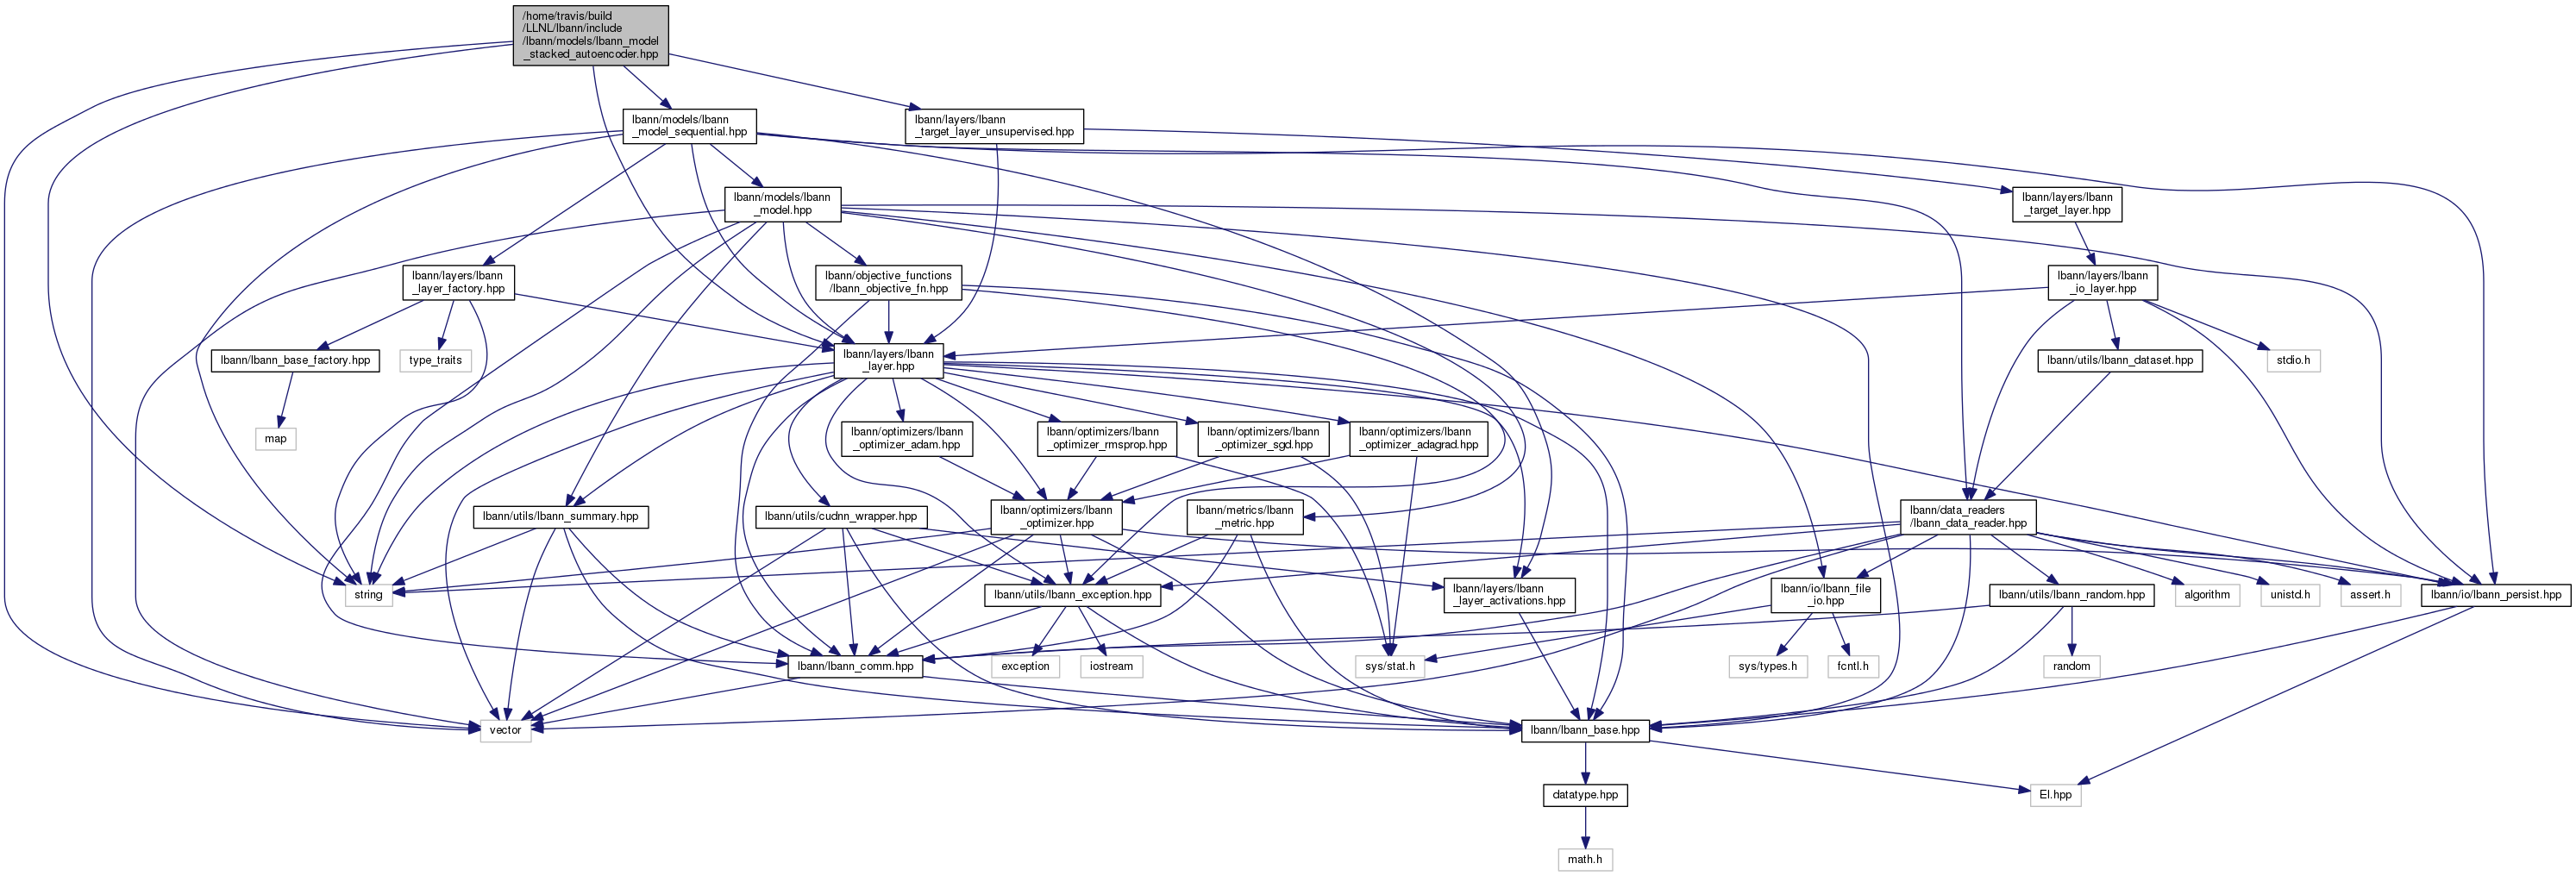 /home/travis/build
/LLNL/lbann/include
/lbann/models/lbann_model
_stacked_autoencoder.hpp
lbann/models/lbann
_model_sequential.hpp
lbann/layers/lbann
_target_layer_unsupervised.hpp
lbann/models/lbann
_model.hpp
lbann/layers/lbann
_target_layer.hpp
lbann/layers/lbann
_layer_factory.hpp
lbann/objective_functions
/lbann_objective_fn.hpp
lbann/layers/lbann
_io_layer.hpp
lbann/lbann_base_factory.hpp
type_traits
lbann/layers/lbann
_layer.hpp
lbann/utils/lbann_dataset.hpp
stdio.h
map
lbann/optimizers/lbann
_optimizer_adam.hpp
lbann/optimizers/lbann
_optimizer_rmsprop.hpp
lbann/optimizers/lbann
_optimizer_sgd.hpp
lbann/optimizers/lbann
_optimizer_adagrad.hpp
lbann/utils/lbann_summary.hpp
lbann/utils/cudnn_wrapper.hpp
lbann/optimizers/lbann
_optimizer.hpp
lbann/metrics/lbann
_metric.hpp
lbann/data_readers
/lbann_data_reader.hpp
string
lbann/utils/lbann_exception.hpp
lbann/layers/lbann
_layer_activations.hpp
lbann/io/lbann_file
_io.hpp
lbann/utils/lbann_random.hpp
algorithm
unistd.h
assert.h
lbann/io/lbann_persist.hpp
lbann/lbann_comm.hpp
exception
iostream
sys/stat.h
sys/types.h
fcntl.h
random
vector
lbann/lbann_base.hpp
datatype.hpp
El.hpp
math.h